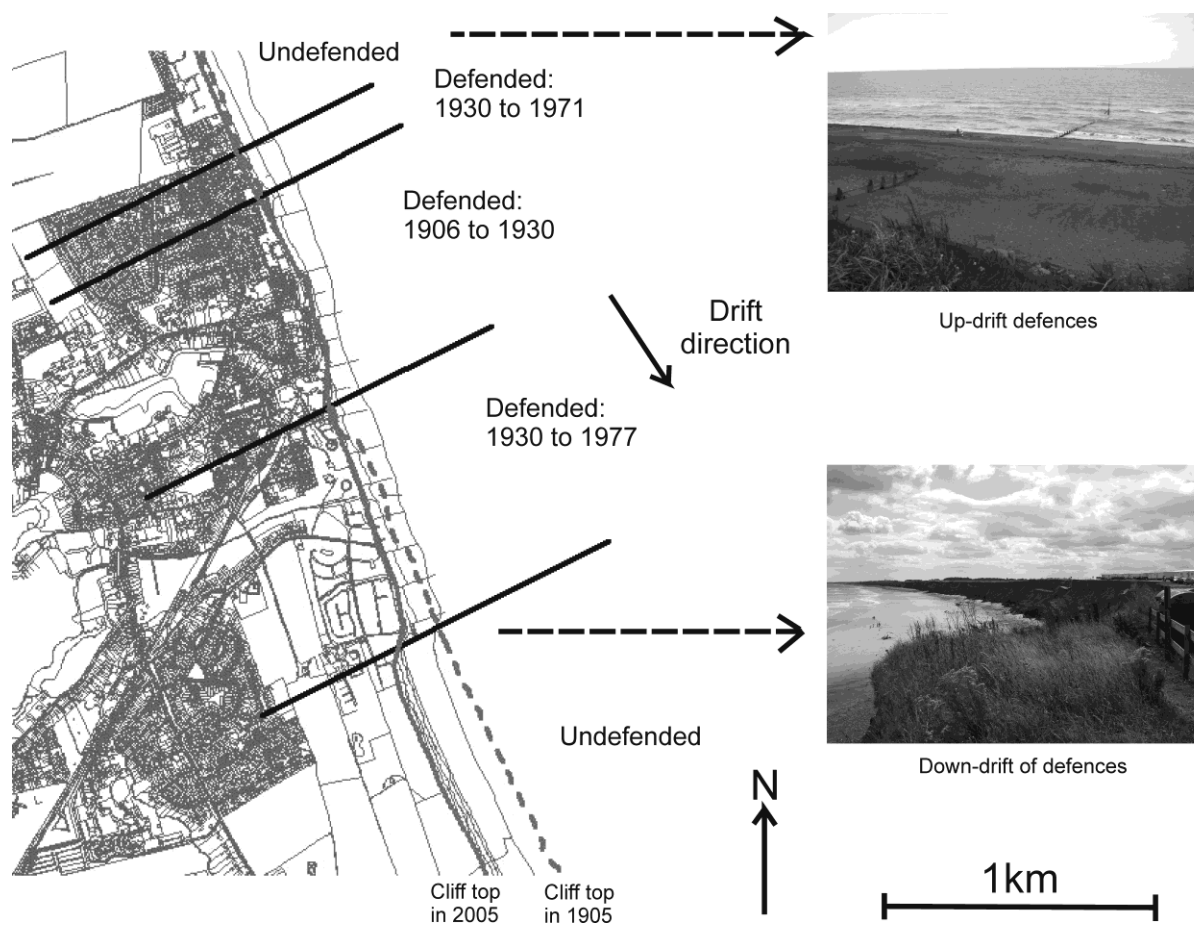 Undefended
Defended:
1930 to 1971
Defended:
1906 to 1930
Drift
direction
Up-drift defences
Defended:
1930 to 1977
Undefended
Down-drift of defences
N
Cliff top
in 2005
Cliff top
in 1905
1km